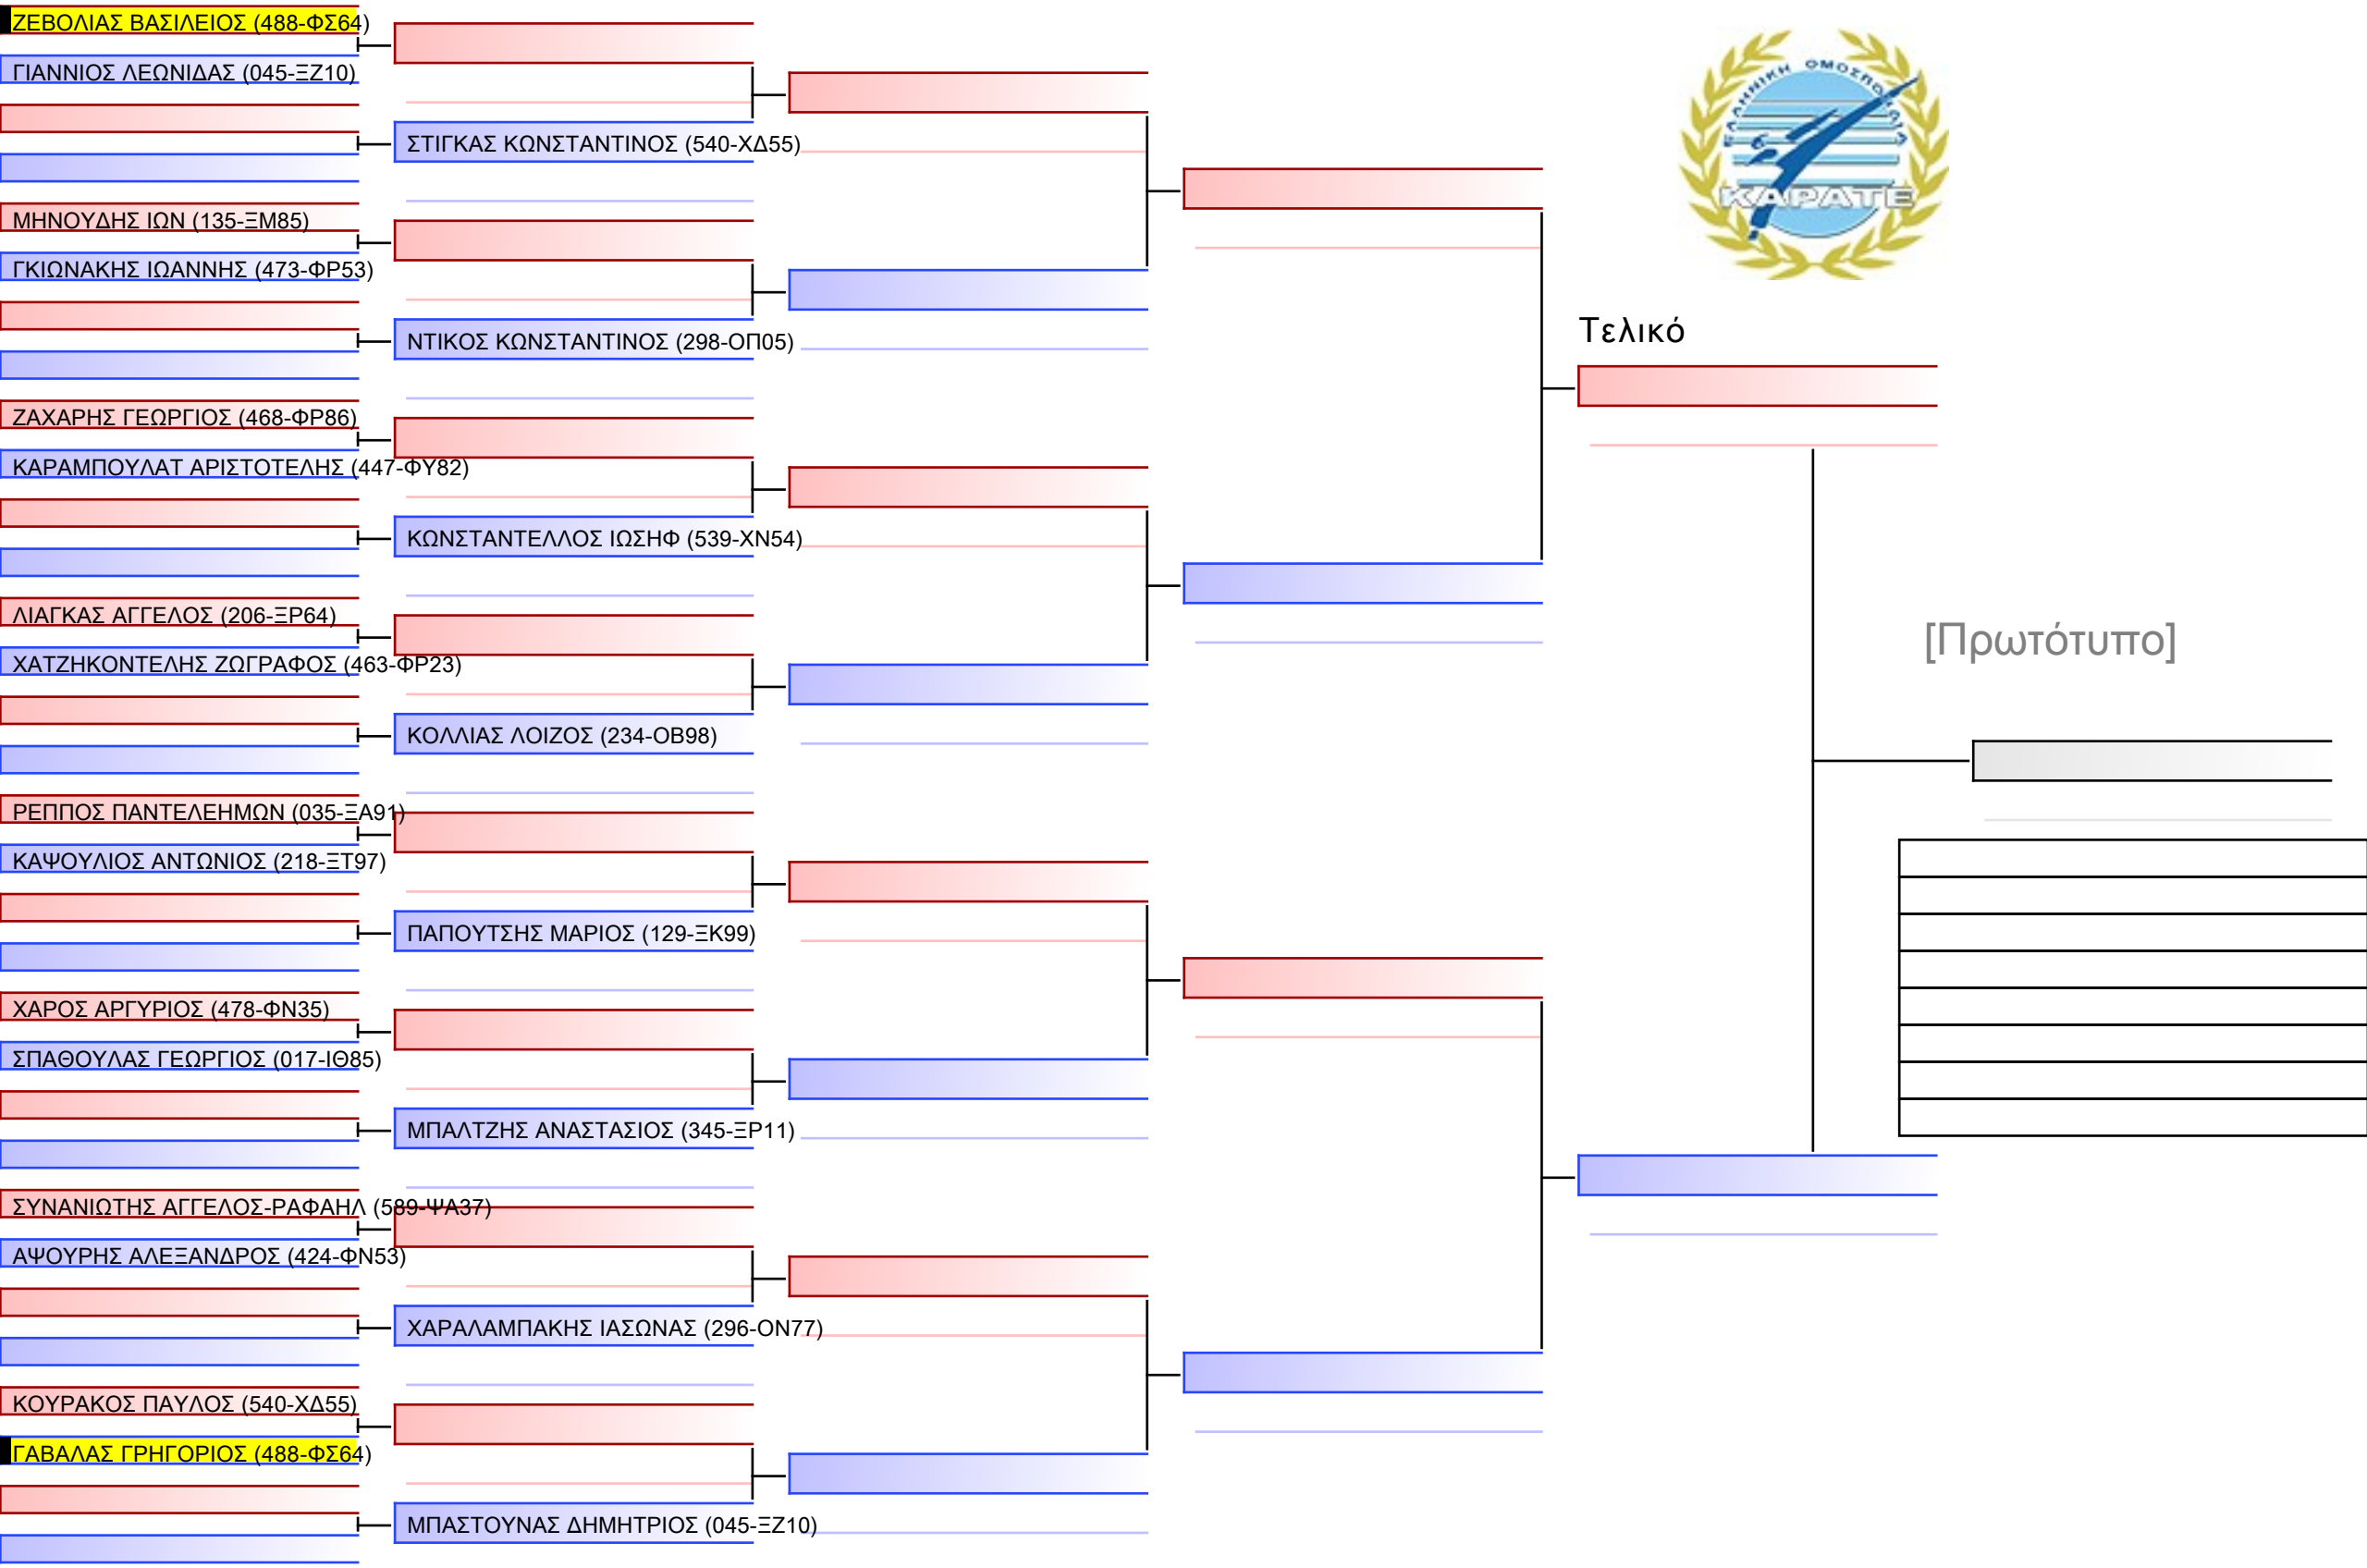 ΖΕΒΟΛΙΑΣ ΒΑΣΙΛΕΙΟΣ (488-ΦΣ64)
ΓΙΑΝΝΙΟΣ ΛΕΩΝΙΔΑΣ (045-ΞΖ10)
ΣΤΙΓΚΑΣ ΚΩΝΣΤΑΝΤΙΝΟΣ (540-ΧΔ55)
ΜΗΝΟΥΔΗΣ ΙΩΝ (135-ΞΜ85)
ΓΚΙΩΝΑΚΗΣ ΙΩΑΝΝΗΣ (473-ΦΡ53)
ΝΤΙΚΟΣ ΚΩΝΣΤΑΝΤΙΝΟΣ (298-ΟΠ05)
ΖΑΧΑΡΗΣ ΓΕΩΡΓΙΟΣ (468-ΦΡ86)
ΚΑΡΑΜΠΟΥΛΑΤ ΑΡΙΣΤΟΤΕΛΗΣ (447-ΦΥ82)
ΚΩΝΣΤΑΝΤΕΛΛΟΣ ΙΩΣΗΦ (539-ΧΝ54)
ΛΙΑΓΚΑΣ ΑΓΓΕΛΟΣ (206-ΞΡ64)
ΧΑΤΖΗΚΟΝΤΕΛΗΣ ΖΩΓΡΑΦΟΣ (463-ΦΡ23)
ΚΟΛΛΙΑΣ ΛΟΙΖΟΣ (234-ΟΒ98)
ΡΕΠΠΟΣ ΠΑΝΤΕΛΕΗΜΩΝ (035-ΞΑ91)
ΚΑΨΟΥΛΙΟΣ ΑΝΤΩΝΙΟΣ (218-ΞΤ97)
ΠΑΠΟΥΤΣΗΣ ΜΑΡΙΟΣ (129-ΞΚ99)
ΧΑΡΟΣ ΑΡΓΥΡΙΟΣ (478-ΦΝ35)
ΣΠΑΘΟΥΛΑΣ ΓΕΩΡΓΙΟΣ (017-ΙΘ85)
ΜΠΑΛΤΖΗΣ ΑΝΑΣΤΑΣΙΟΣ (345-ΞΡ11)
ΣΥΝΑΝΙΩΤΗΣ ΑΓΓΕΛΟΣ-ΡΑΦΑΗΛ (589-ΨΑ37)
ΑΨΟΥΡΗΣ ΑΛΕΞΑΝΔΡΟΣ (424-ΦΝ53)
ΧΑΡΑΛΑΜΠΑΚΗΣ ΙΑΣΩΝΑΣ (296-ΟΝ77)
ΚΟΥΡΑΚΟΣ ΠΑΥΛΟΣ (540-ΧΔ55)
ΓΑΒΑΛΑΣ ΓΡΗΓΟΡΙΟΣ (488-ΦΣ64)
ΜΠΑΣΤΟΥΝΑΣ ΔΗΜΗΤΡΙΟΣ (045-ΞΖ10)
ΕΛΛΗΝΙΚΗ ΟΜΟΣΠΟΝΔΙΑ
ΚΑΡΑΤΕ
Τελικό
[Πρωτότυπο]